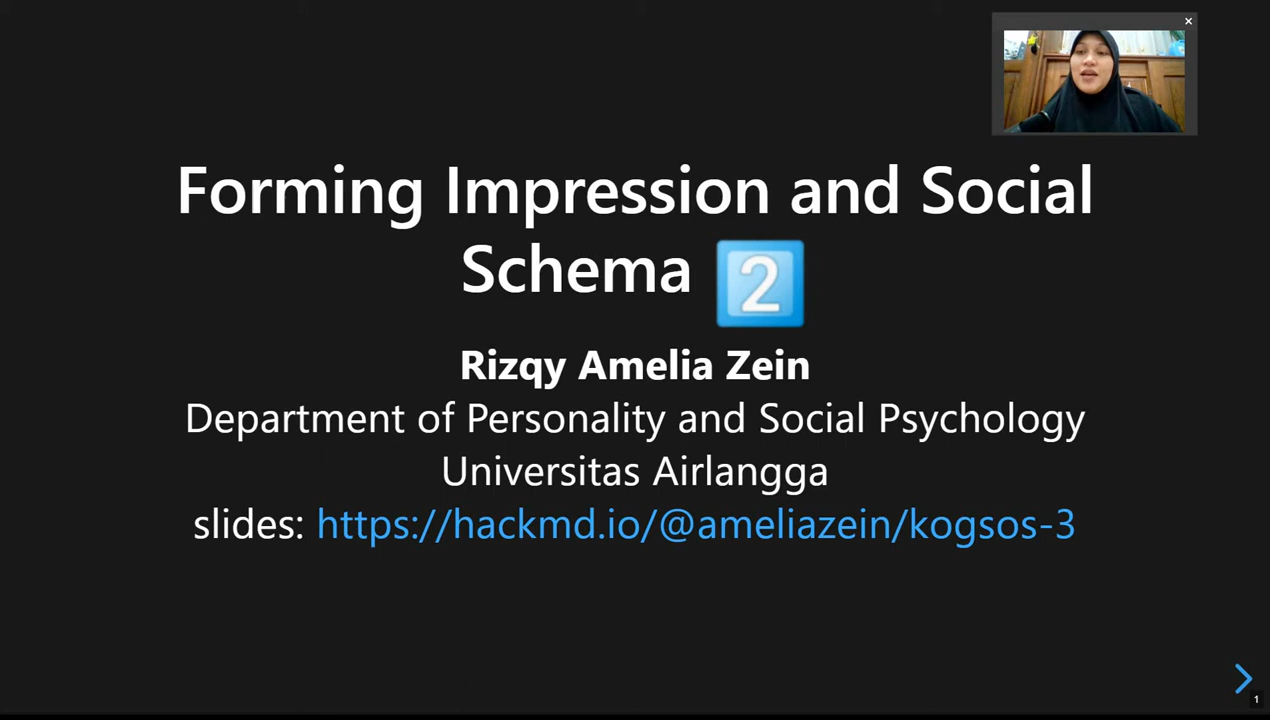 Forming Impression and Social
Schema 2
Rizqy Amelia Zein
Department of Personality and Social Psychology
Universitas Airlangga
slides: https://hackmd.io/@ameliazein/kogsos-3
1